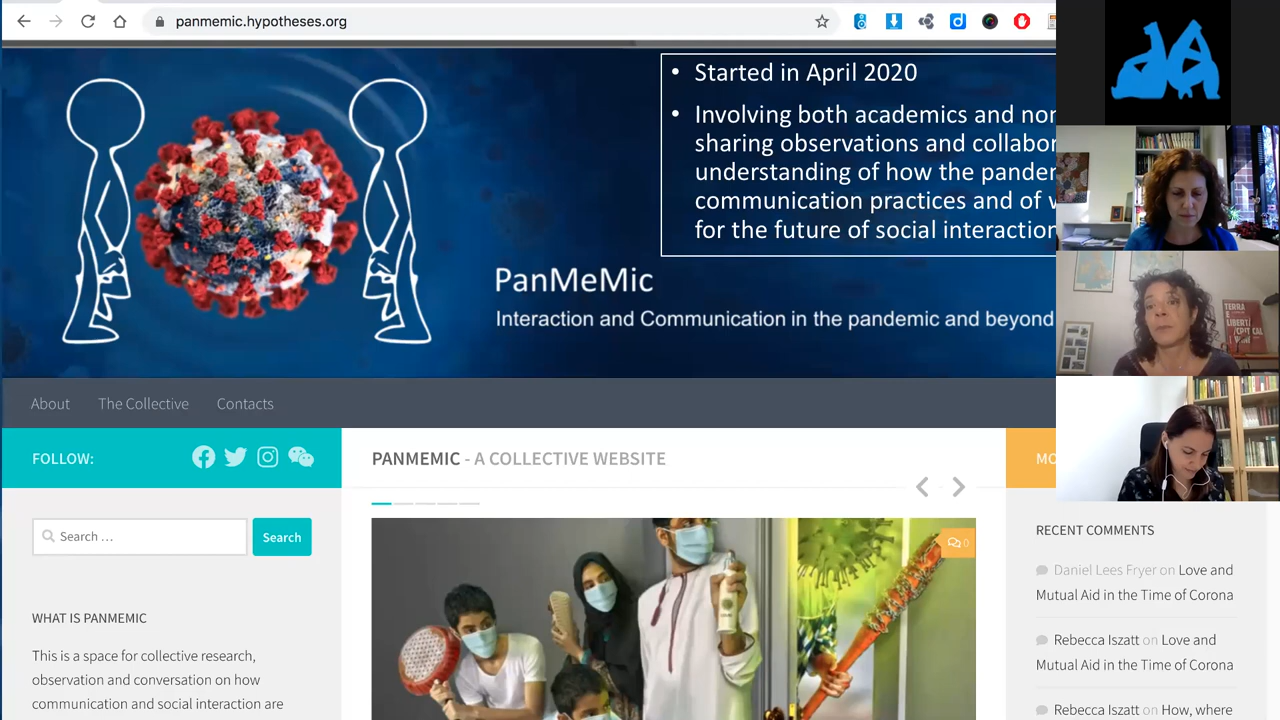 panmemic.hypotheses.org
• Started in April 2020
• Involving both academics and non
sharing observations and collabor
understanding of how the pander
communication practices and of v
for the future of social interaction
PanMeMic
Interaction and Communication in the pandemic and beyond
About The Collective Contacts
FOLLOW:
PANMEMIC - A COLLECTIVE WEBSITE
MO
Search ...
Search
0
WHAT IS PANMEMIC
This is a space for collective research,
observation and conversation on how
communication and social interaction are
RECENT COMMENTS
Daniel Lees Fryer on Love and
Mutual Aid in the Time of Corona
Rebecca Iszatt on Love and
Mutual Aid in the Time of Corona
Rebecca Iszatt on How, where
TERRA
E
LIBERT